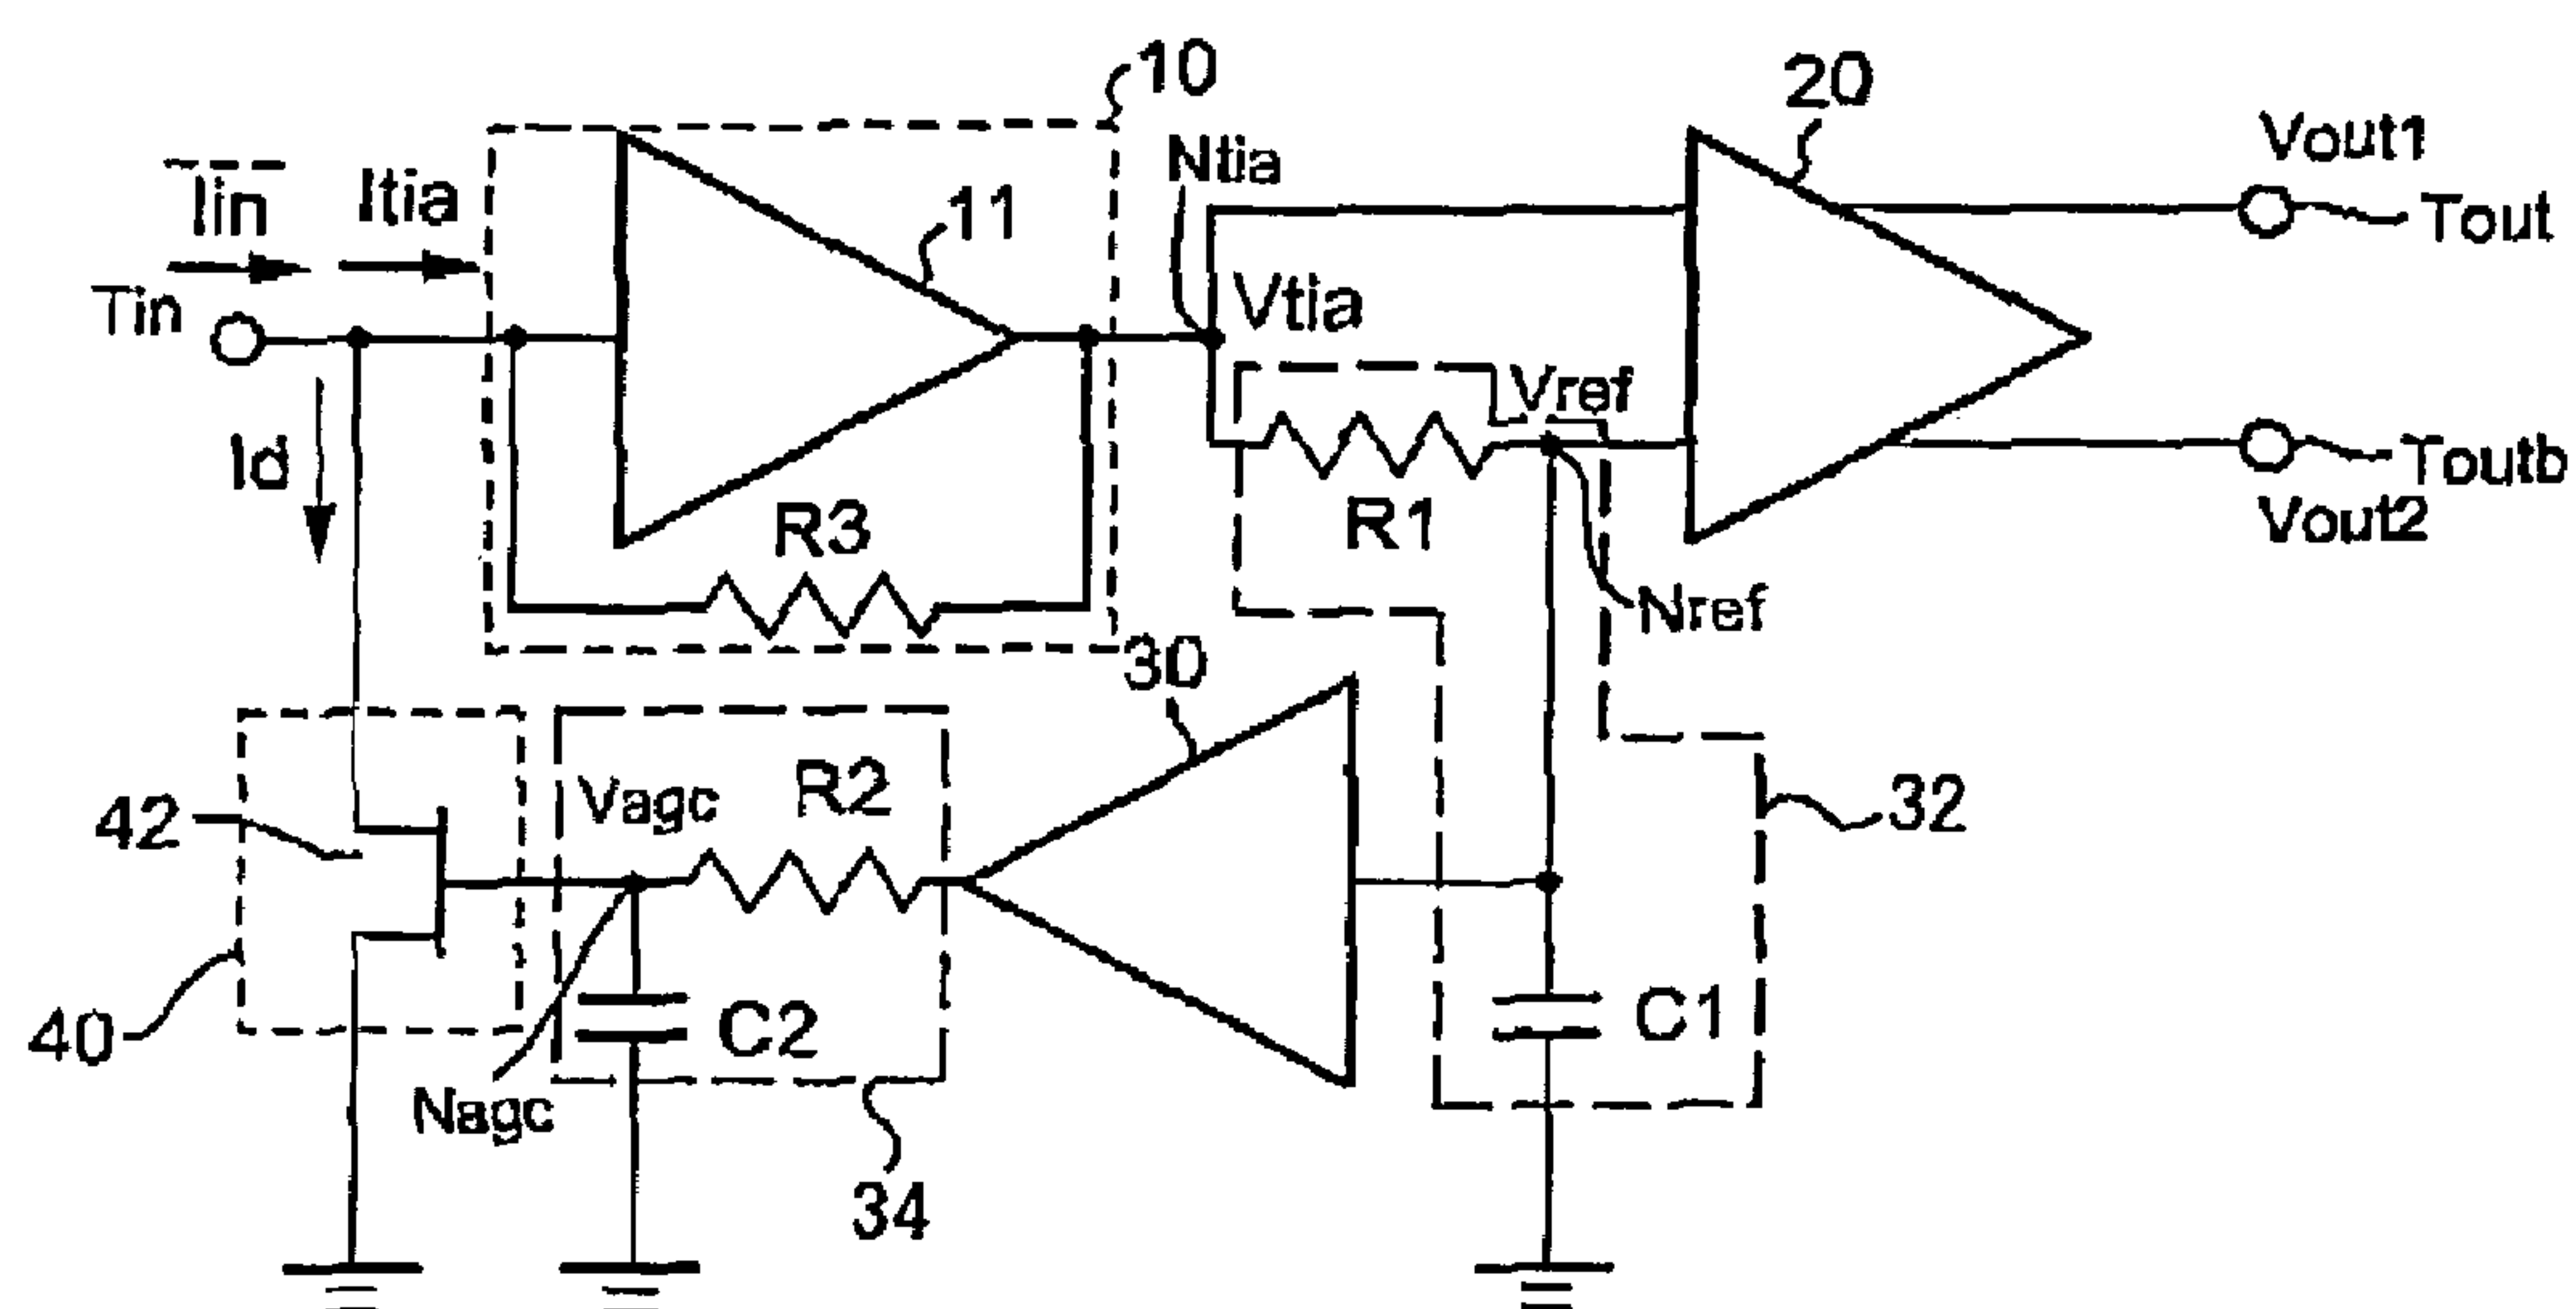 10
20
Vout1
Ntia
Iin
Itia
11
Tout
Tin
Vtia
Vref
Id
R3
R1
Toutb
Vout2
Nref
30
42
Vagc
R2
32
40
C2
C1
Nagc
34